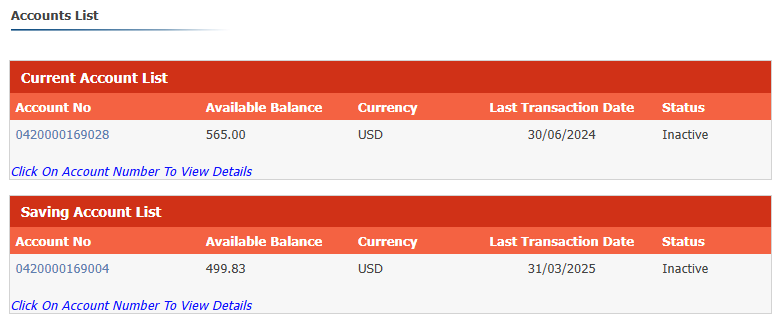 Accounts List
Current Account List
Account No Available Balance Currency Last Transaction Date Status
0420000169028 565.00 USD 30/06/2024 Inactive
Click On Account Number To View Details
Saving Account List
Account No Available Balance Currency Last Transaction Date Status
0420000169004 499.83 USD 31/03/2025 Inactive
Click On Account Number To View Details